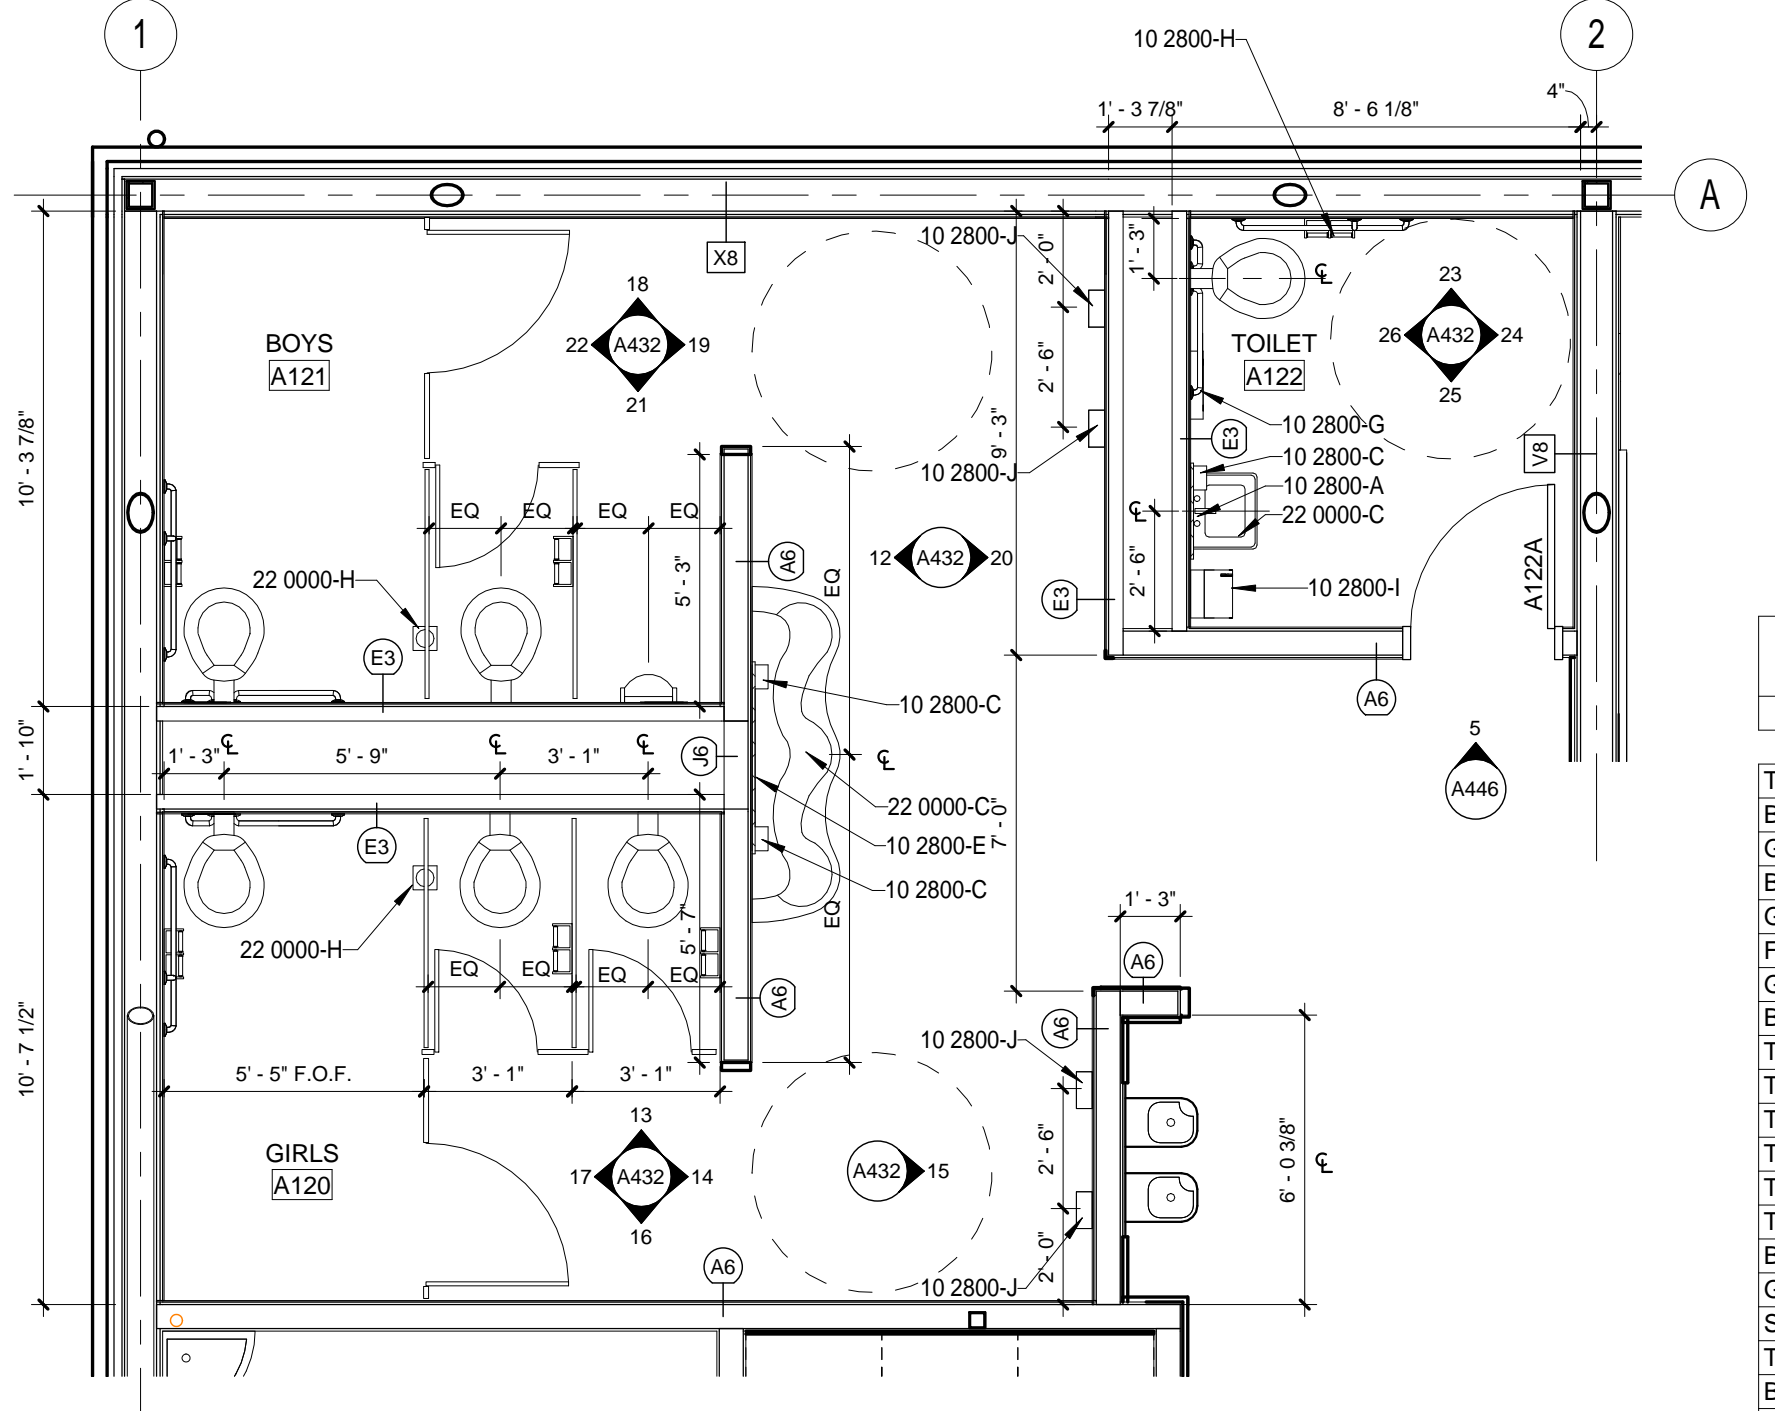 1
2
10 2800-H
4"
1' - 3 7/8"
8' - 6 1/8"
A
10 2800-J
2' - 0"
1' - 3"
℄
X8
18
22
A432
19
21
BOYS
A121
23
26
A432
24
25
TOILET
A122
2' - 6"
9' - 3"
10' - 3 7/8"
10 2800-G
E3
V8
10 2800-C
10 2800-J
10 2800-A
EQ
EQ
EQ
EQ
℄
22 0000-C
5' - 3"
A6
12
A432
20
EQ
22 0000-H
2' - 6"
10 2800-I
A122A
E3
E3
A6
10 2800-C
5
A446
1' - 10"
1' - 3"
℄
5' - 9"
℄
3' - 1"
℄
J6
℄
22 0000-C
7' - 0"
E3
10 2800-E
10 2800-C
1' - 3"
EQ
5' - 7"
22 0000-H
EQ
EQ
EQ
EQ
A6
A6
A6
10 2800-J
10' - 7 1/2"
5' - 5" F.O.F.
3' - 1"
3' - 1"
13
17
A432
14
16
GIRLS
A120
A432
15
2' - 6"
6' - 0 3/8"
℄
2' - 0"
10 2800-J
A6
T
B
G
B
G
F
G
B
T
T
T
T
T
T
B
G
S
T
B